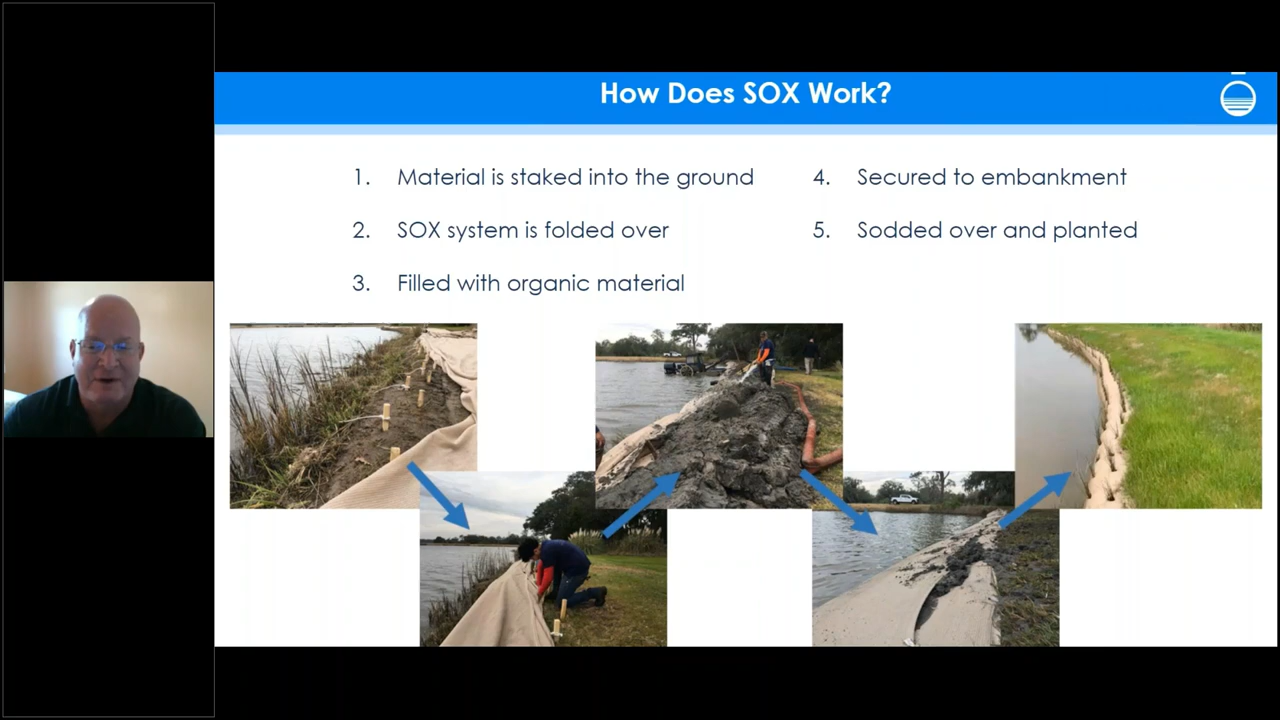 How Does SOX Work?
1. Material is staked into the ground
2. SOX system is folded over
3. Filled with organic material
4. Secured to embankment
5. Sodded over and planted